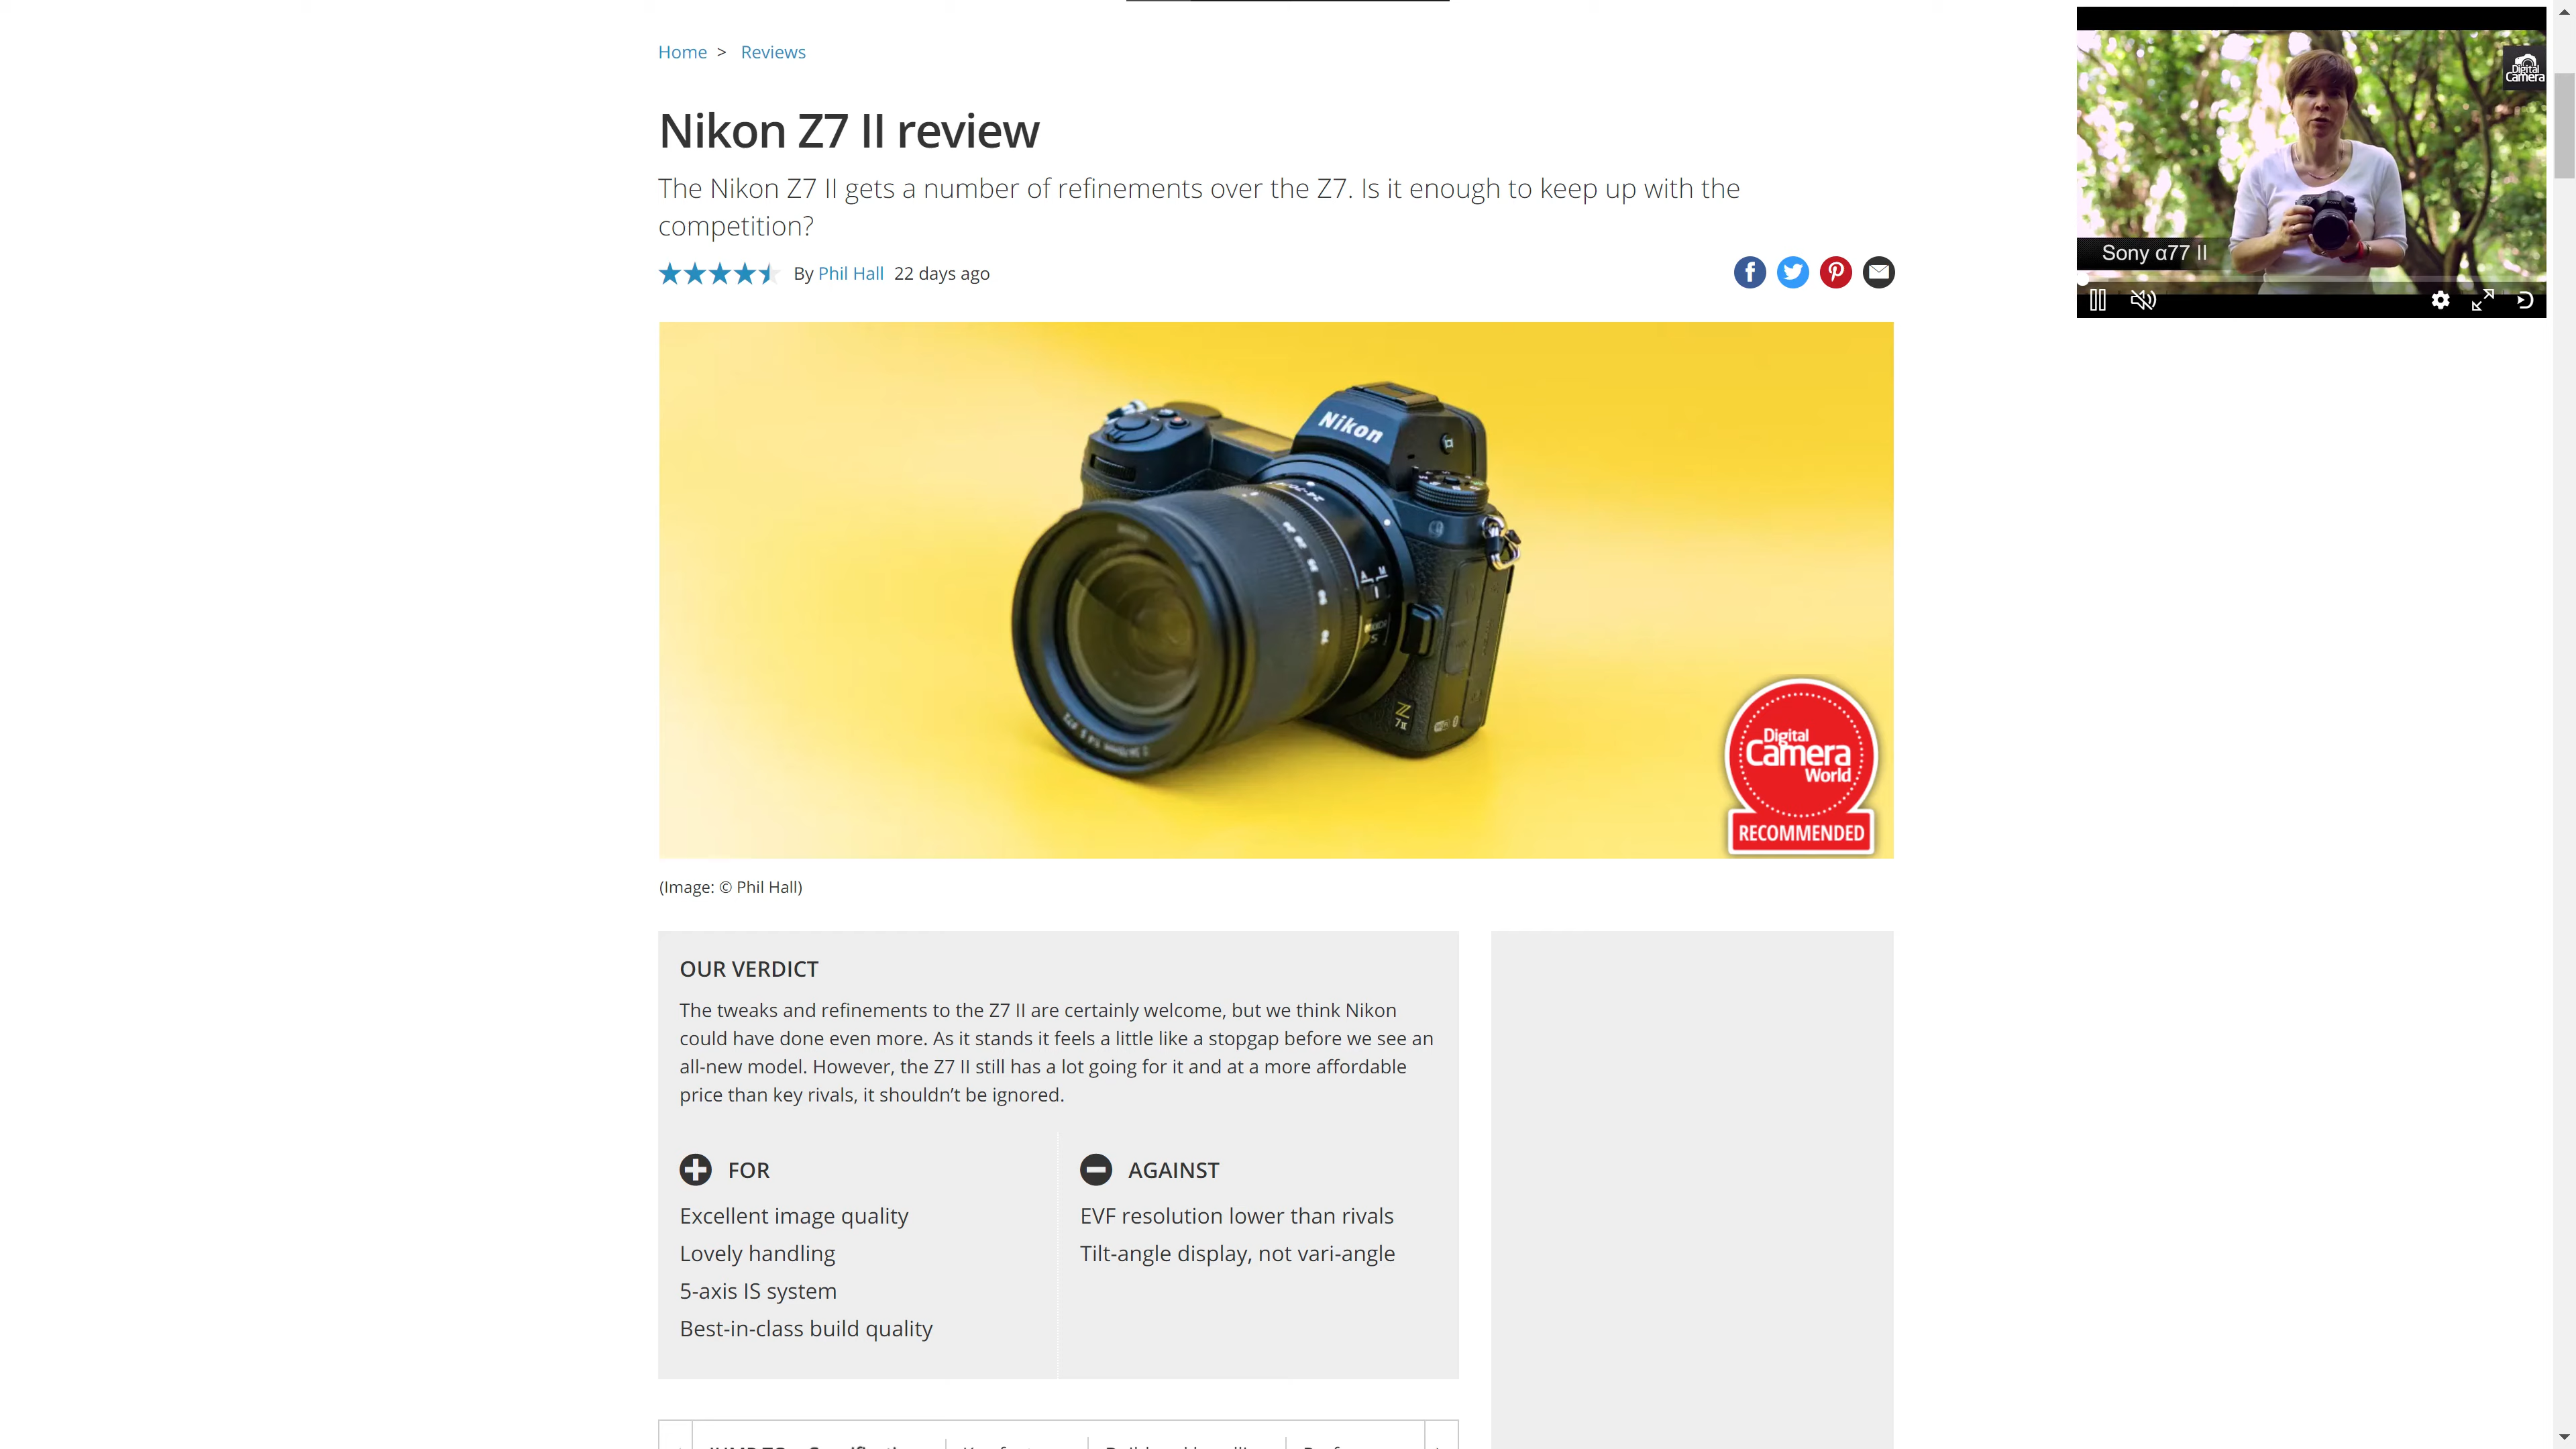 Home > Reviews
Nikon Z7 II review
The Nikon Z7 II gets a number of refinements over the Z7. Is it enough to keep up with the
competition?
By Phil Hall 22 days ago
Digital
Camera
Sony α77 II
Nikon
Z
7II
S
A M
Digital
Camera
World
RECOMMENDED
(Image: © Phil Hall)
OUR VERDICT
The tweaks and refinements to the Z7 II are certainly welcome, but we think Nikon
could have done even more. As it stands it feels a little like a stopgap before we see an
all-new model. However, the Z7 II still has a lot going for it and at a more affordable
price than key rivals, it shouldn’t be ignored.
FOR
Excellent image quality
Lovely handling
5-axis IS system
Best-in-class build quality
AGAINST
EVF resolution lower than rivals
Tilt-angle display, not vari-angle